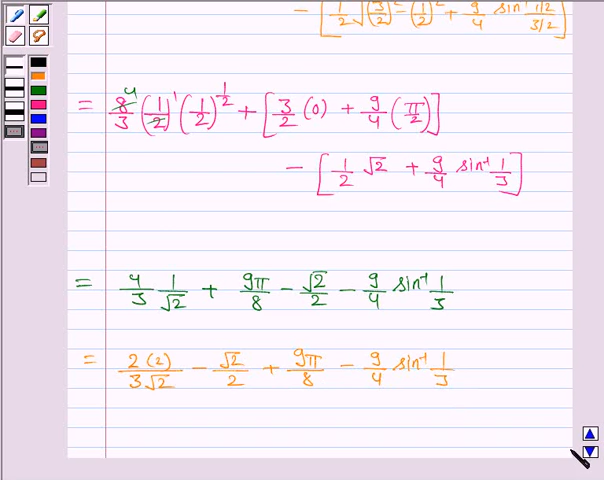 - [1/2 √(3/2)² - (1/2)² + 9/4 sin⁻¹ 1/2 / 3/2]
= 8/3 4 (1/2) 1 (1/2)^1/2 + [3/2 (0) + 9/4 (π/2)]
- [1/2 √2 + 9/4 sin⁻¹ 1/3]
= 4/3 1/√2 + 9π/8 - √2/2 - 9/4 sin⁻¹ 1/3
= 2(2)/3√2 - √2/2 + 9π/8 - 9/4 sin⁻¹ 1/3